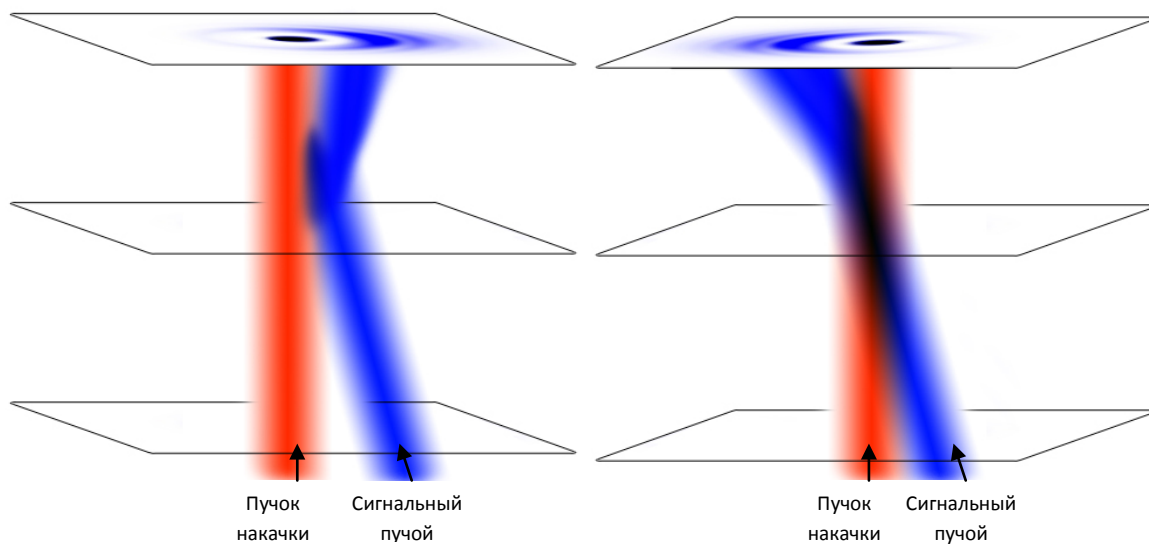 Пучок
накачки
Сигнальный
пучой
Пучок
накачки
Сигнальный
пучой